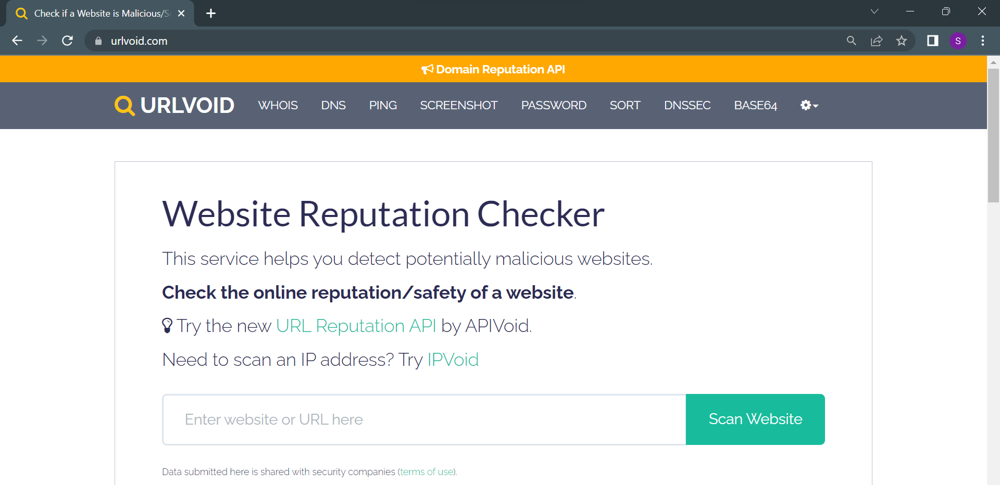 Check if a Website is Malicious/S
urlvoid.com
S
Domain Reputation API
URLVOID WHOIS DNS PING SCREENSHOT PASSWORD SORT DNSSEC BASE64
Website Reputation Checker
This service helps you detect potentially malicious websites.
Check the online reputation/safety of a website.
Try the new URL Reputation API by APIVoid.
Need to scan an IP address? Try IPVoid
Enter website or URL here Scan Website
Data submitted here is shared with security companies (terms of use).